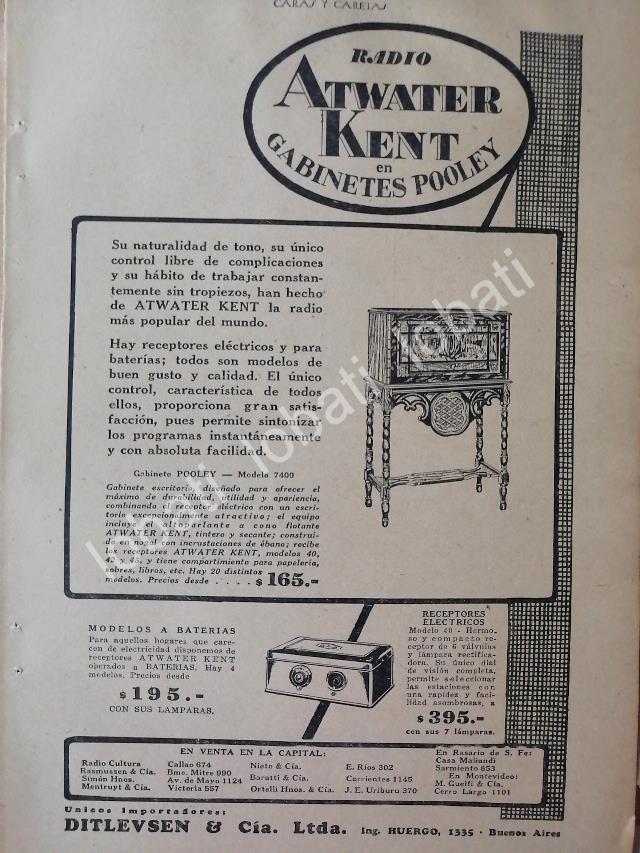 CARAS Y CARETAS
RADIO
ATWATER
KENT
en
GABINETES POOLEY
Su naturalidad de tono, su único
control libre de complicaciones
y su hábito de trabajar constan-
temente sin tropiezos, han hecho
de ATWATER KENT la radio
más popular del mundo.
Hay receptores eléctricos y para
baterías; todos son modelos de
buen gusto y calidad. El único
control, característica de todos
ellos, proporciona gran satis-
facción, pues permite sintonizar
los programas instantáneamente
y con absoluta facilidad.
Gabinete POOLEY — Modelo 7400
Gabinete escritorio, diseñado para ofrecer el
máximo de durabilidad, utilidad y apariencia,
combinando el receptor eléctrico con un escri-
torio excepcionalmente atractivo; el equipo
incluye un altoparlante a cono flotante
ATWATER KENT, tintero y secante; construi-
do en nogal con incrustaciones de ébano; recibe
los receptores ATWATER KENT, modelos 40,
42 y 45, y tiene compartimiento para papelería,
sobres, libros, etc. Hay 20 distintos
modelos. Precios desde . . . . . $ 165.-
MODELOS A BATERIAS
Para aquellos hogares que care-
cen de electricidad disponemos de
receptores ATWATER KENT
operados a BATERIAS. Hay 4
modelos. Precios desde
$ 195.-
CON SUS LAMPARAS.
RECEPTORES
ELECTRICOS
Modelo 40 - Hermo-
so y compacto re-
ceptor de 6 válvulas
y lámpara rectifica-
dora. Su único dial
de visión completa,
permite seleccionar
las estaciones con
una rapidez y faci-
lidad asombrosas, a
$ 395.-
con sus 7 lámparas.
EN VENTA EN LA CAPITAL:
Radio Cultura Callao 674
Rasmussen & Cía. Bmé. Mitre 990
Simón Hnos. Av. de Mayo 1124
Mentruyt & Cía. Victoria 557
Nieto & Cía. E. Ríos 302
Baratti & Cía. Corrientes 1145
Ortelli Hnos. & Cía. J. E. Uriburu 370
En Rosario de S. Fe:
Casa Maliandi
Sarmiento 853
En Montevideo:
M. Guelfi & Cía.
Cerro Largo 1101
Unicos Importadores:
DITLEVSEN & Cía. Ltda. Ing. HUERGO, 1335 - Buenos Aires